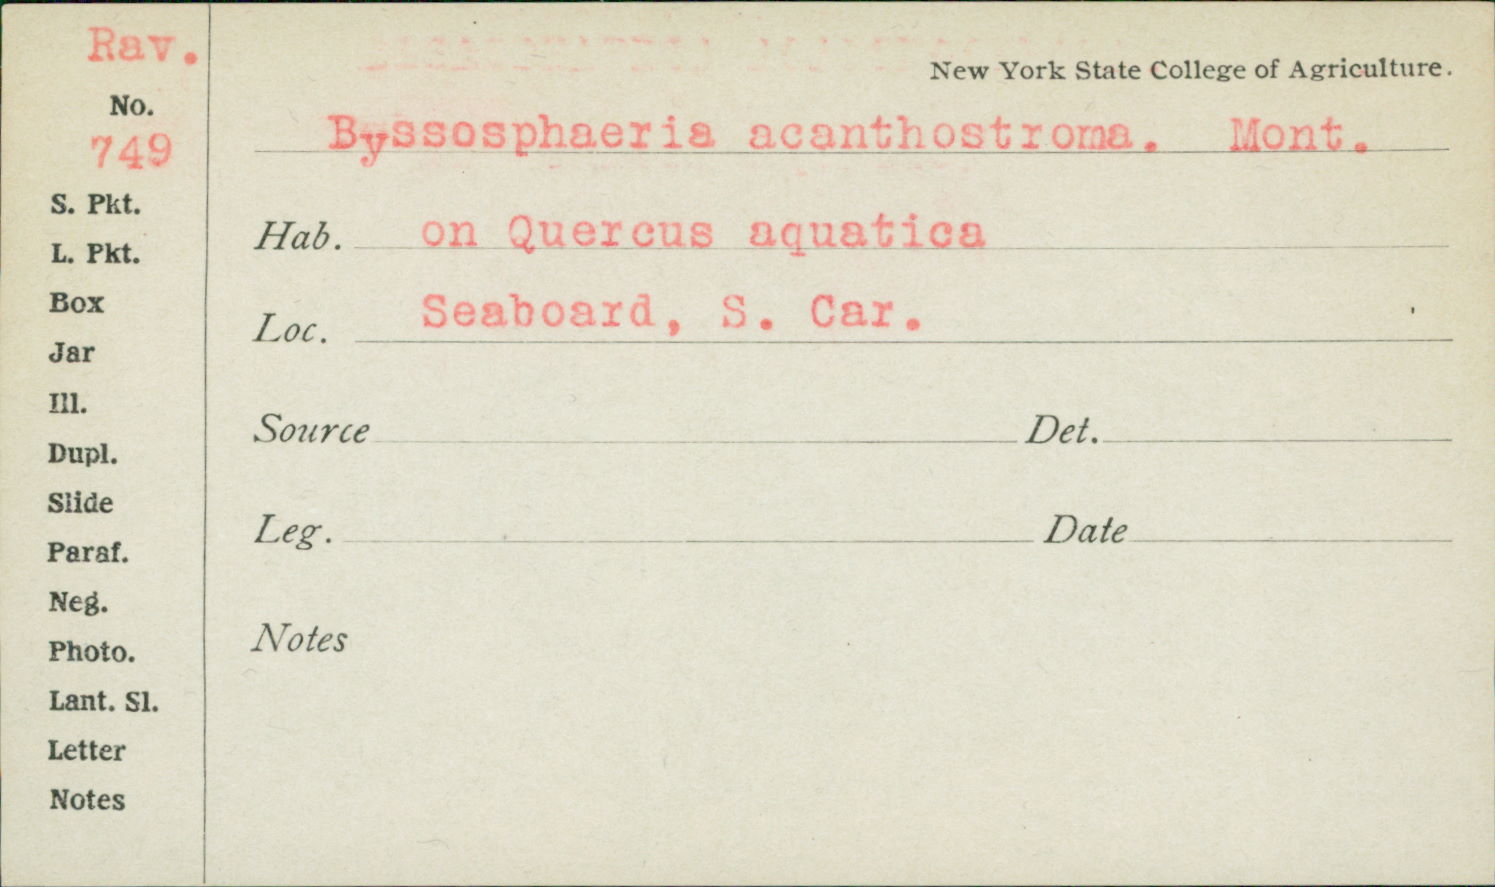 Rav.
No.
749
S. Pkt.
L. Pkt.
Box
Jar
Ill.
Dupl.
Slide
Paraf.
Neg.
Photo.
Lant. Sl.
Letter
Notes
New York State College of Agriculture.
Byssosphaeria acanthostroma. Mont.
Hab. on Quercus aquatica
Loc. Seaboard, S. Car.
Source Det.
Leg. Date
Notes